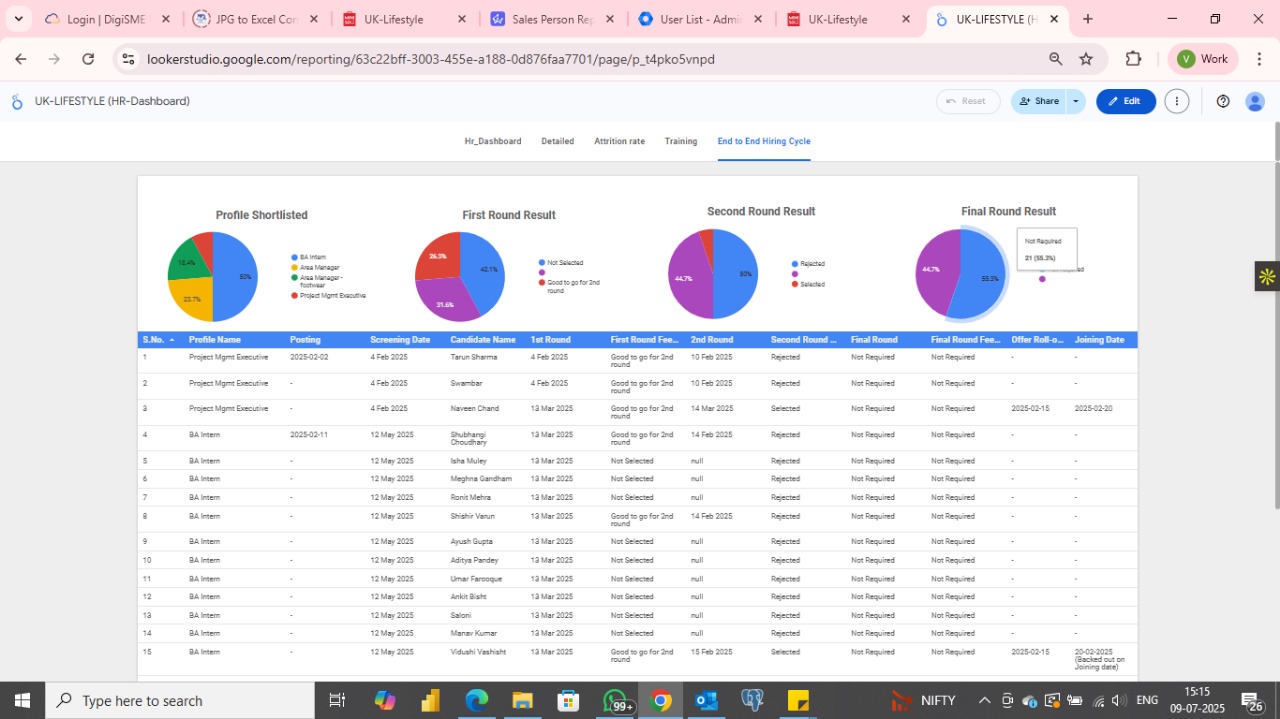 Login | DigiSME
JPG to Excel Con
UK-Lifestyle
Sales Person Rep
User List - Admi
UK-Lifestyle
UK-LIFESTYLE (H
lookerstudio.google.com/reporting/63c22bff-3003-455e-a188-0d876faa7701/page/p_t4pko5vnpd
V Work
UK-LIFESTYLE (HR-Dashboard)
Reset Share Edit
Hr_Dashboard Detailed Attrition rate Training End to End Hiring Cycle
Profile Shortlisted
50%
23.7%
18.4%
BA Intern
Area Manager
Area Manager -
footwear
Project Mgmt Executive
First Round Result
42.1%
31.6%
26.3%
Not Selected
Good to go for 2nd
round
Second Round Result
50%
44.7%
Rejected
Selected
Final Round Result
55.3%
44.7%
Not Required
21 (55.3%)
S.No. Profile Name Posting Screening Date Candidate Name 1st Round First Round Fee... 2nd Round Second Round ... Final Round Final Round Fee... Offer Roll-o... Joining Date
1 Project Mgmt Executive 2025-02-02 4 Feb 2025 Tarun Sharma 4 Feb 2025 Good to go for 2nd round 10 Feb 2025 Rejected Not Required Not Required - -
2 Project Mgmt Executive - 4 Feb 2025 Swambar 4 Feb 2025 Good to go for 2nd round 10 Feb 2025 Rejected Not Required Not Required - -
3 Project Mgmt Executive - 4 Feb 2025 Naveen Chand 13 Mar 2025 Good to go for 2nd round 14 Mar 2025 Selected Not Required Not Required 2025-02-15 2025-02-20
4 BA Intern 2025-02-11 12 May 2025 Shubhangi Choudhary 13 Mar 2025 Good to go for 2nd round 14 Feb 2025 Rejected Not Required Not Required - -
5 BA Intern - 12 May 2025 Isha Muley 13 Mar 2025 Not Selected null Rejected Not Required Not Required - -
6 BA Intern - 12 May 2025 Meghna Gandham 13 Mar 2025 Not Selected null Rejected Not Required Not Required - -
7 BA Intern - 12 May 2025 Ronit Mehra 13 Mar 2025 Not Selected null Rejected Not Required Not Required - -
8 BA Intern - 12 May 2025 Shishir Varun 13 Mar 2025 Good to go for 2nd round 14 Feb 2025 Rejected Not Required Not Required - -
9 BA Intern - 12 May 2025 Ayush Gupta 13 Mar 2025 Not Selected null Rejected Not Required Not Required - -
10 BA Intern - 12 May 2025 Aditya Pandey 13 Mar 2025 Not Selected null Rejected Not Required Not Required - -
11 BA Intern - 12 May 2025 Umar Farooque 13 Mar 2025 Not Selected null Rejected Not Required Not Required - -
12 BA Intern - 12 May 2025 Ankit Bisht 13 Mar 2025 Not Selected null Rejected Not Required Not Required - -
13 BA Intern - 12 May 2025 Saloni 13 Mar 2025 Not Selected null Rejected Not Required Not Required - -
14 BA Intern - 12 May 2025 Manav Kumar 13 Mar 2025 Not Selected null Rejected Not Required Not Required - -
15 BA Intern - 12 May 2025 Vidushi Vashisht 13 Mar 2025 Good to go for 2nd round 15 Feb 2025 Selected Not Required Not Required 2025-02-15 20-02-2025 (Backed out on Joining date)
Type here to search
99+
NIFTY
ENG
15:15
09-07-2025
26